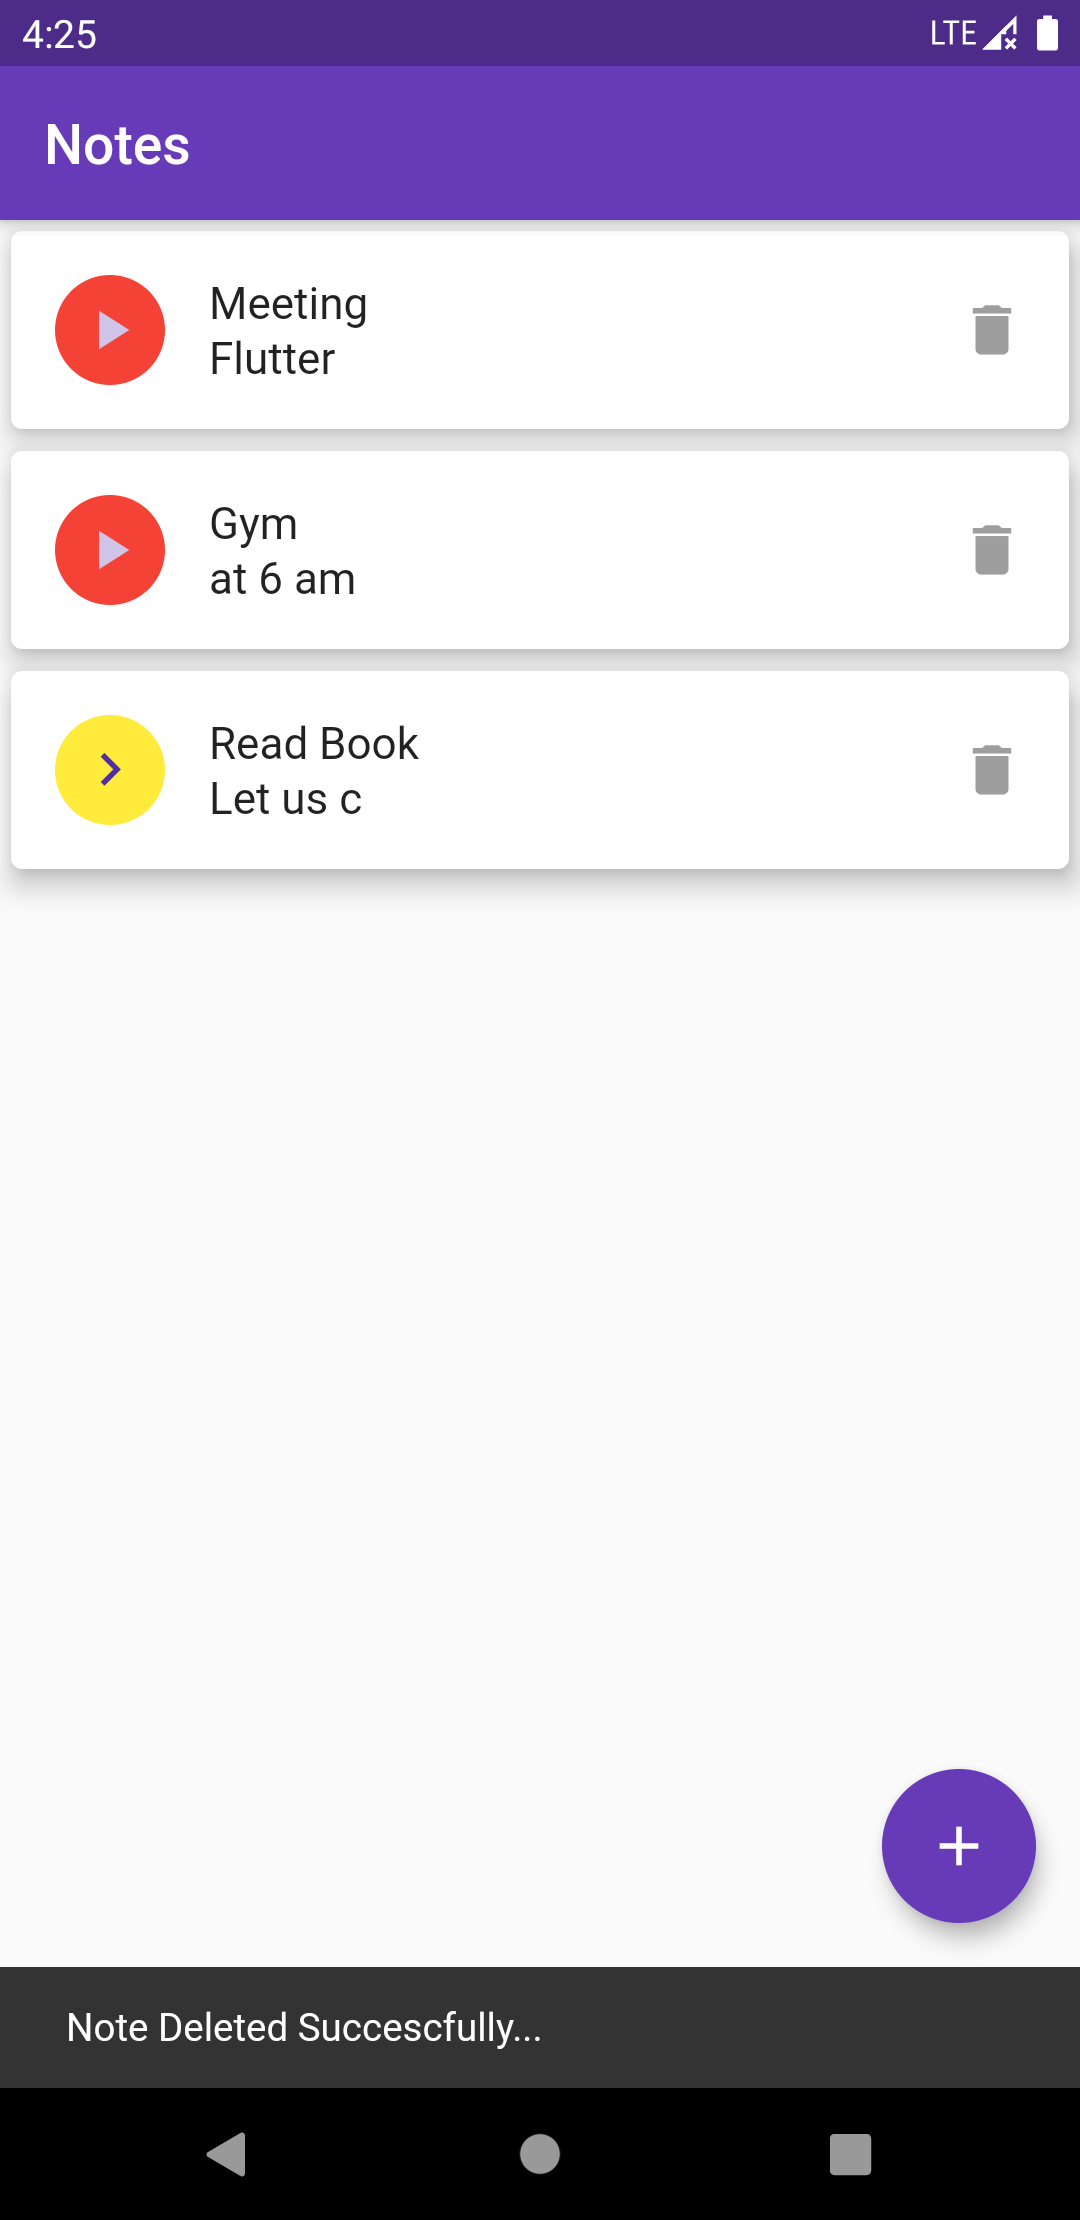 4:25
LTE
Notes
Meeting
Flutter
Gym
at 6 am
Read Book
Let us c
Note Deleted Succescfully...